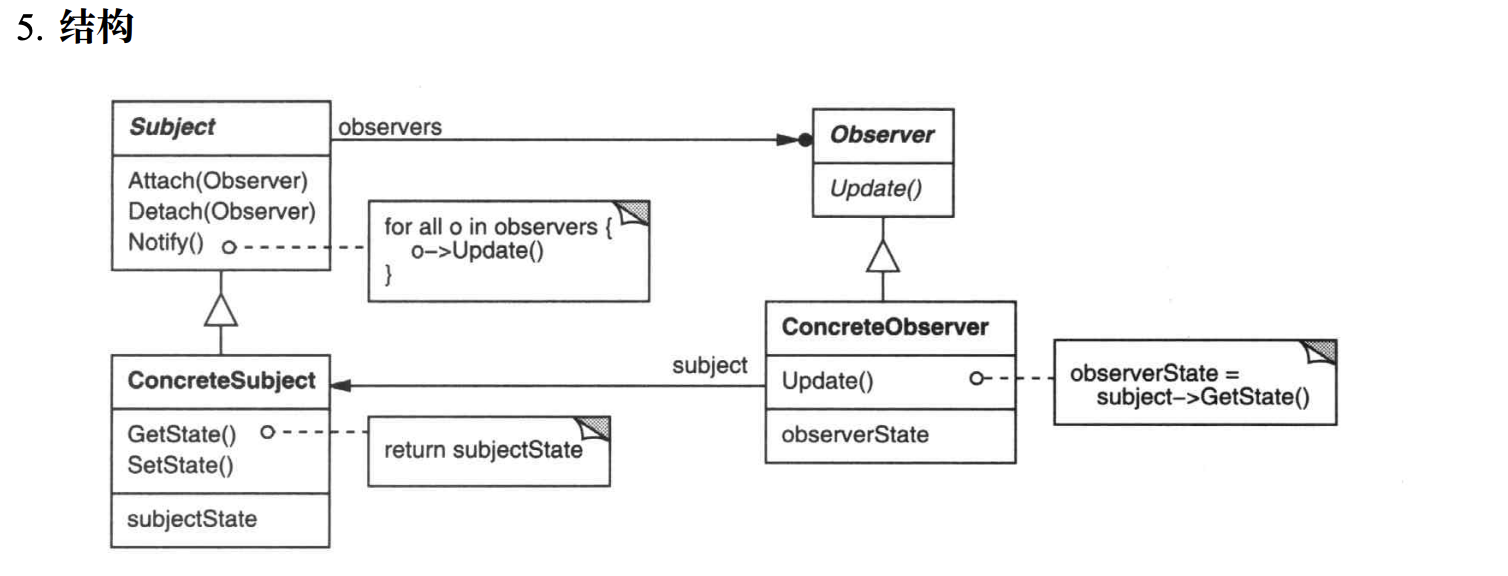 5. 结构
Subject
Attach(Observer)
Detach(Observer)
Notify()
observers
for all o in observers {
o–>Update()
}
Observer
Update()
ConcreteSubject
GetState()
SetState()
subjectState
return subjectState
subject
ConcreteObserver
Update()
observerState
observerState =
subject–>GetState()